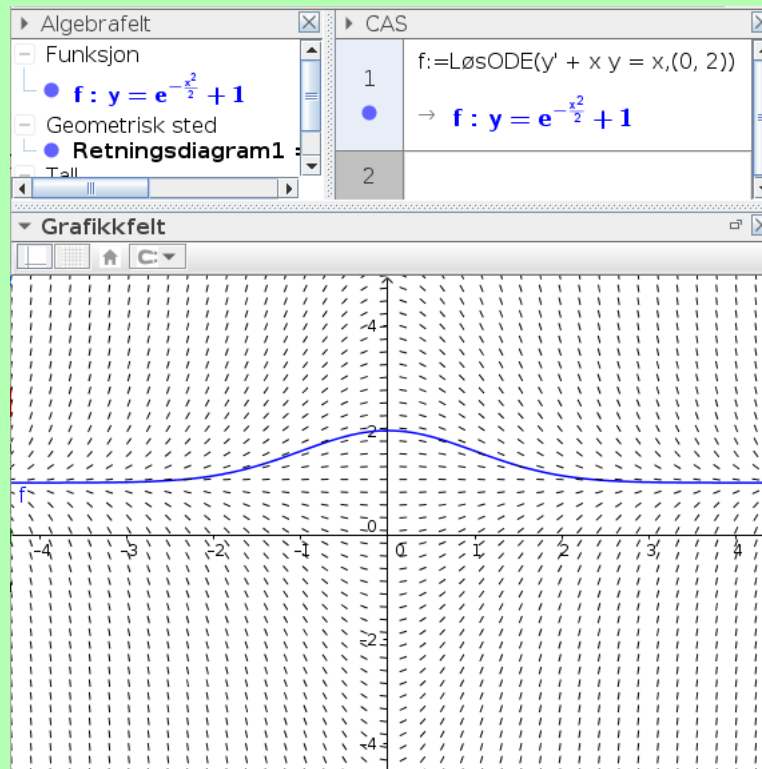 Algebrafelt
Funksjon
f : y = e^(-x²/2) + 1
Geometrisk sted
Retningsdiagram1 =
Tall
CAS
1
f:=LøsODE(y' + x y = x,(0, 2))
→ f : y = e^(-x²/2) + 1
2
Grafikkfelt
4
2
0
-2
-4
-4 -3 -2 -1 0 1 2 3 4
f